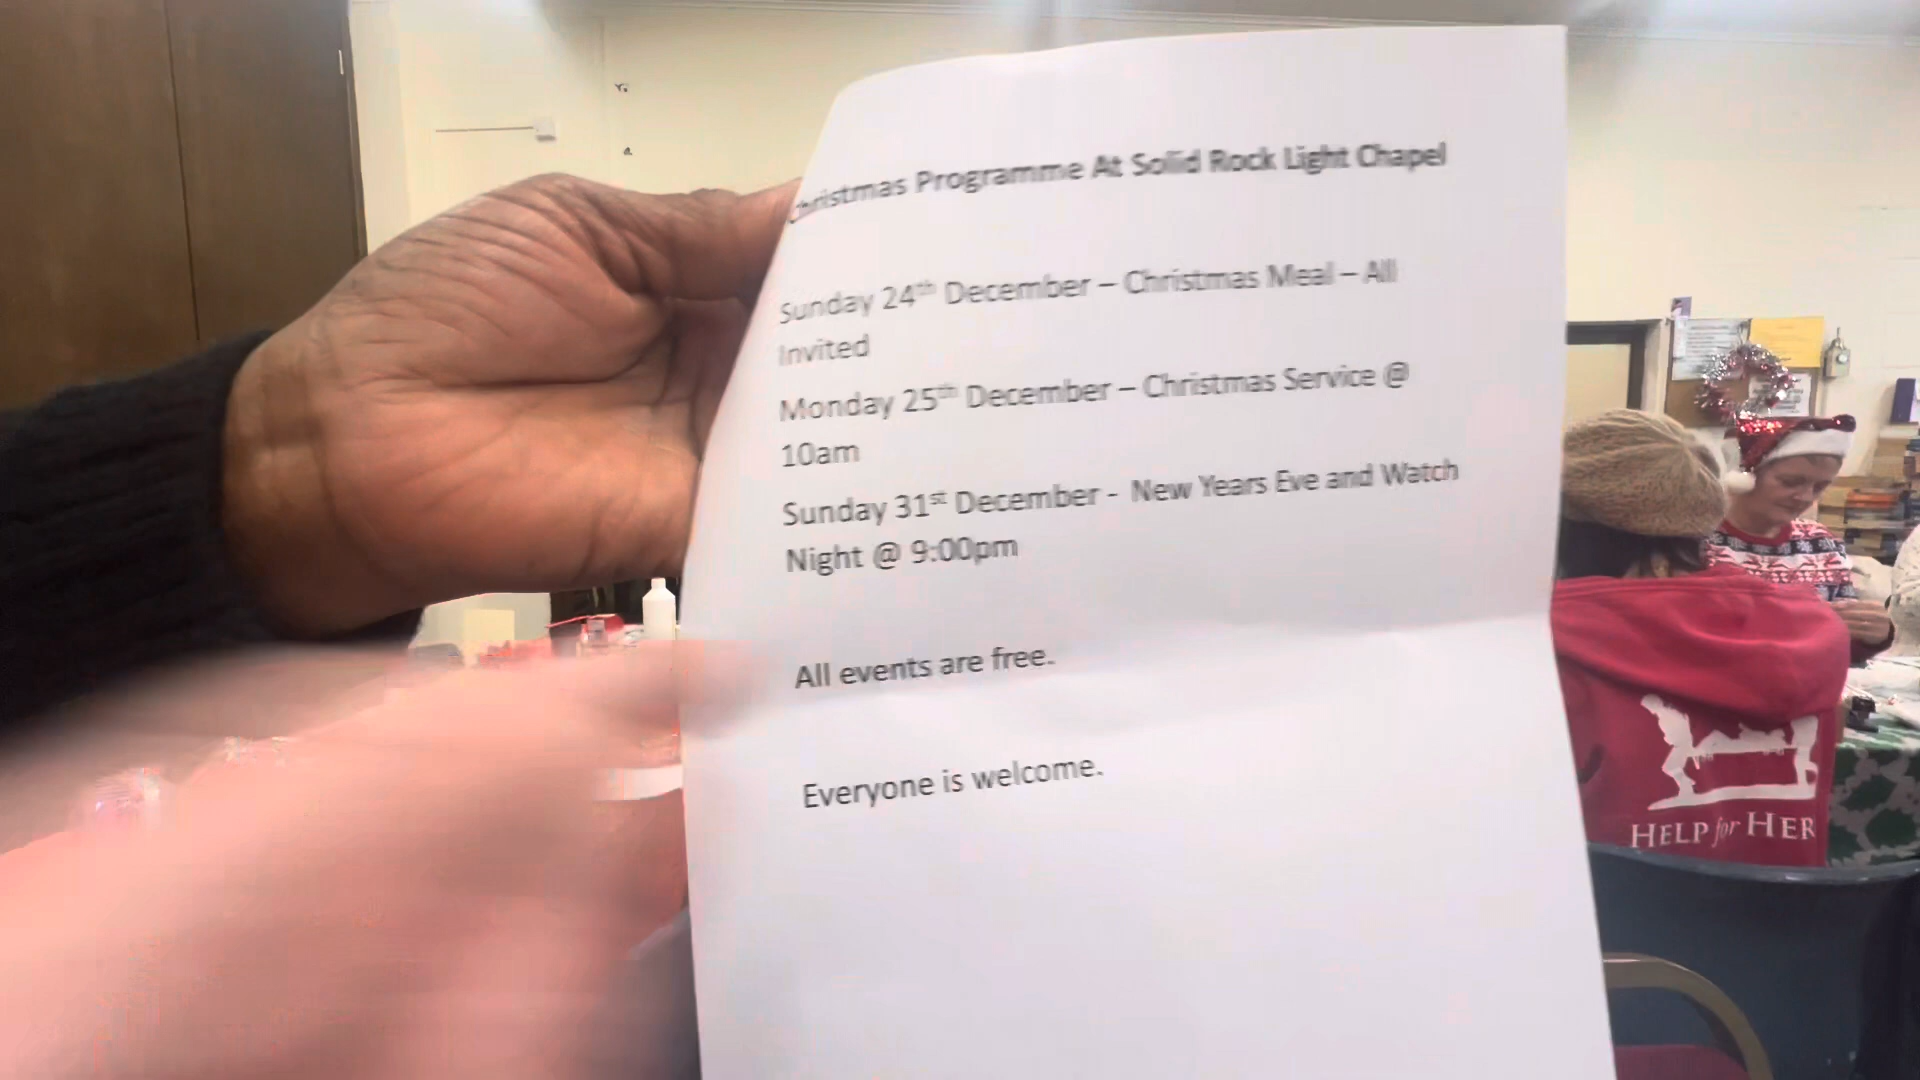 Christmas Programme At Solid Rock Light Chapel
Sunday 24th December – Christmas Meal – All
Invited
Monday 25th December – Christmas Service @
10am
Sunday 31st December - New Years Eve and Watch
Night @ 9:00pm
All events are free.
Everyone is welcome.
HELP for HER